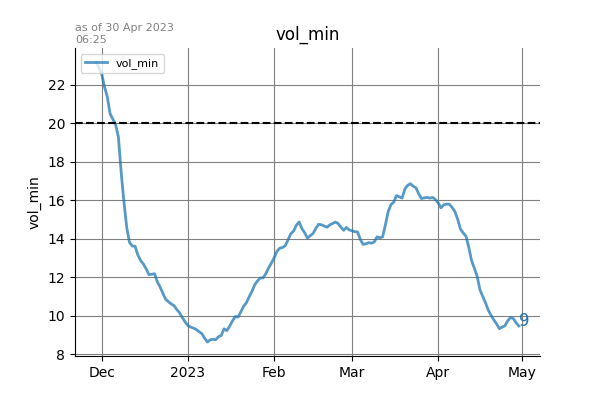 as of 30 Apr 2023
06:25
vol_min
vol_min
22
20
18
16
14
12
10
8
vol_min
9
Dec
2023
Feb
Mar
Apr
May